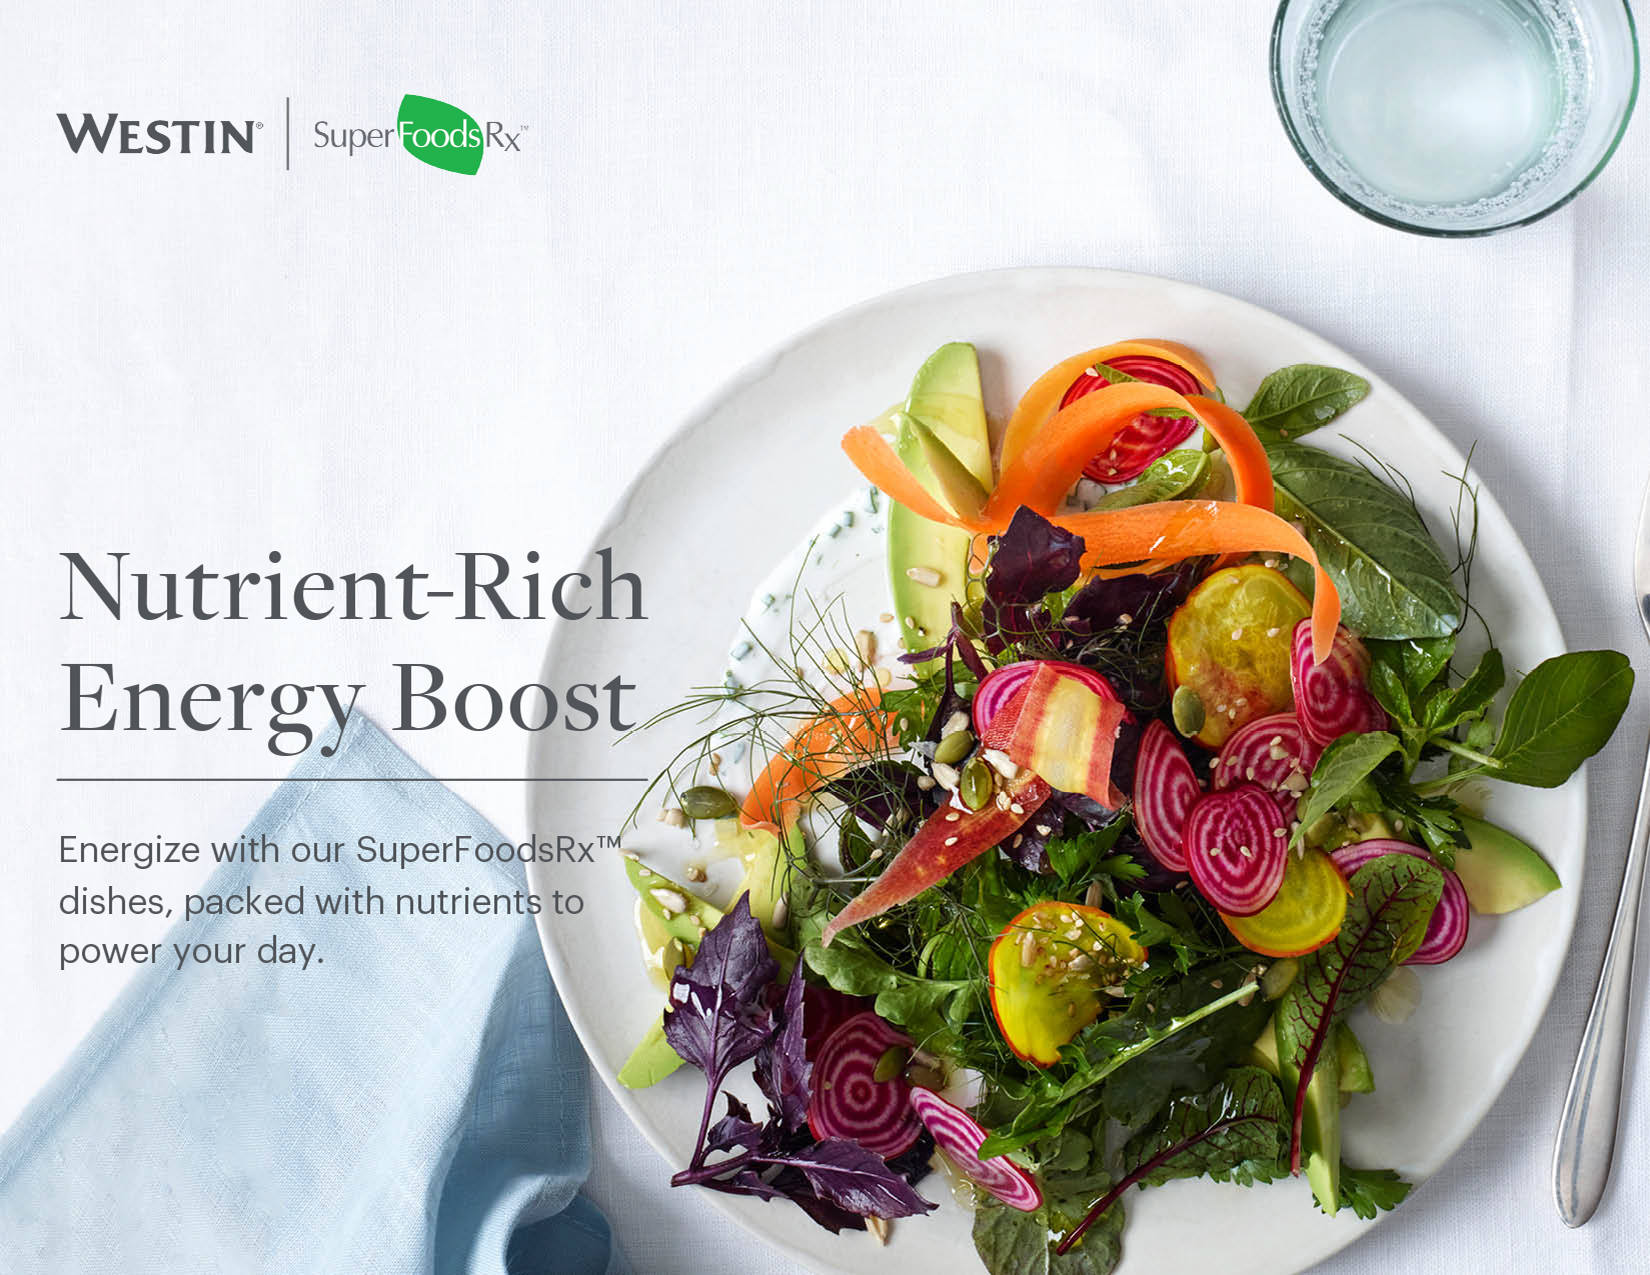 WESTIN® | SuperFoodsRx™
Nutrient-Rich
Energy Boost
Energize with our SuperFoodsRx™
dishes, packed with nutrients to
power your day.